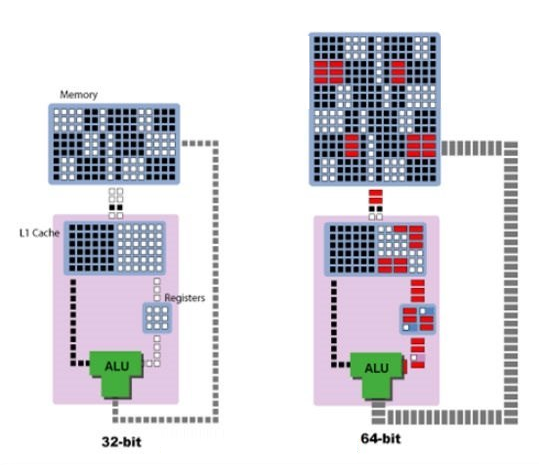 Memory
L1 Cache
Registers
ALU
32-bit
ALU
64-bit